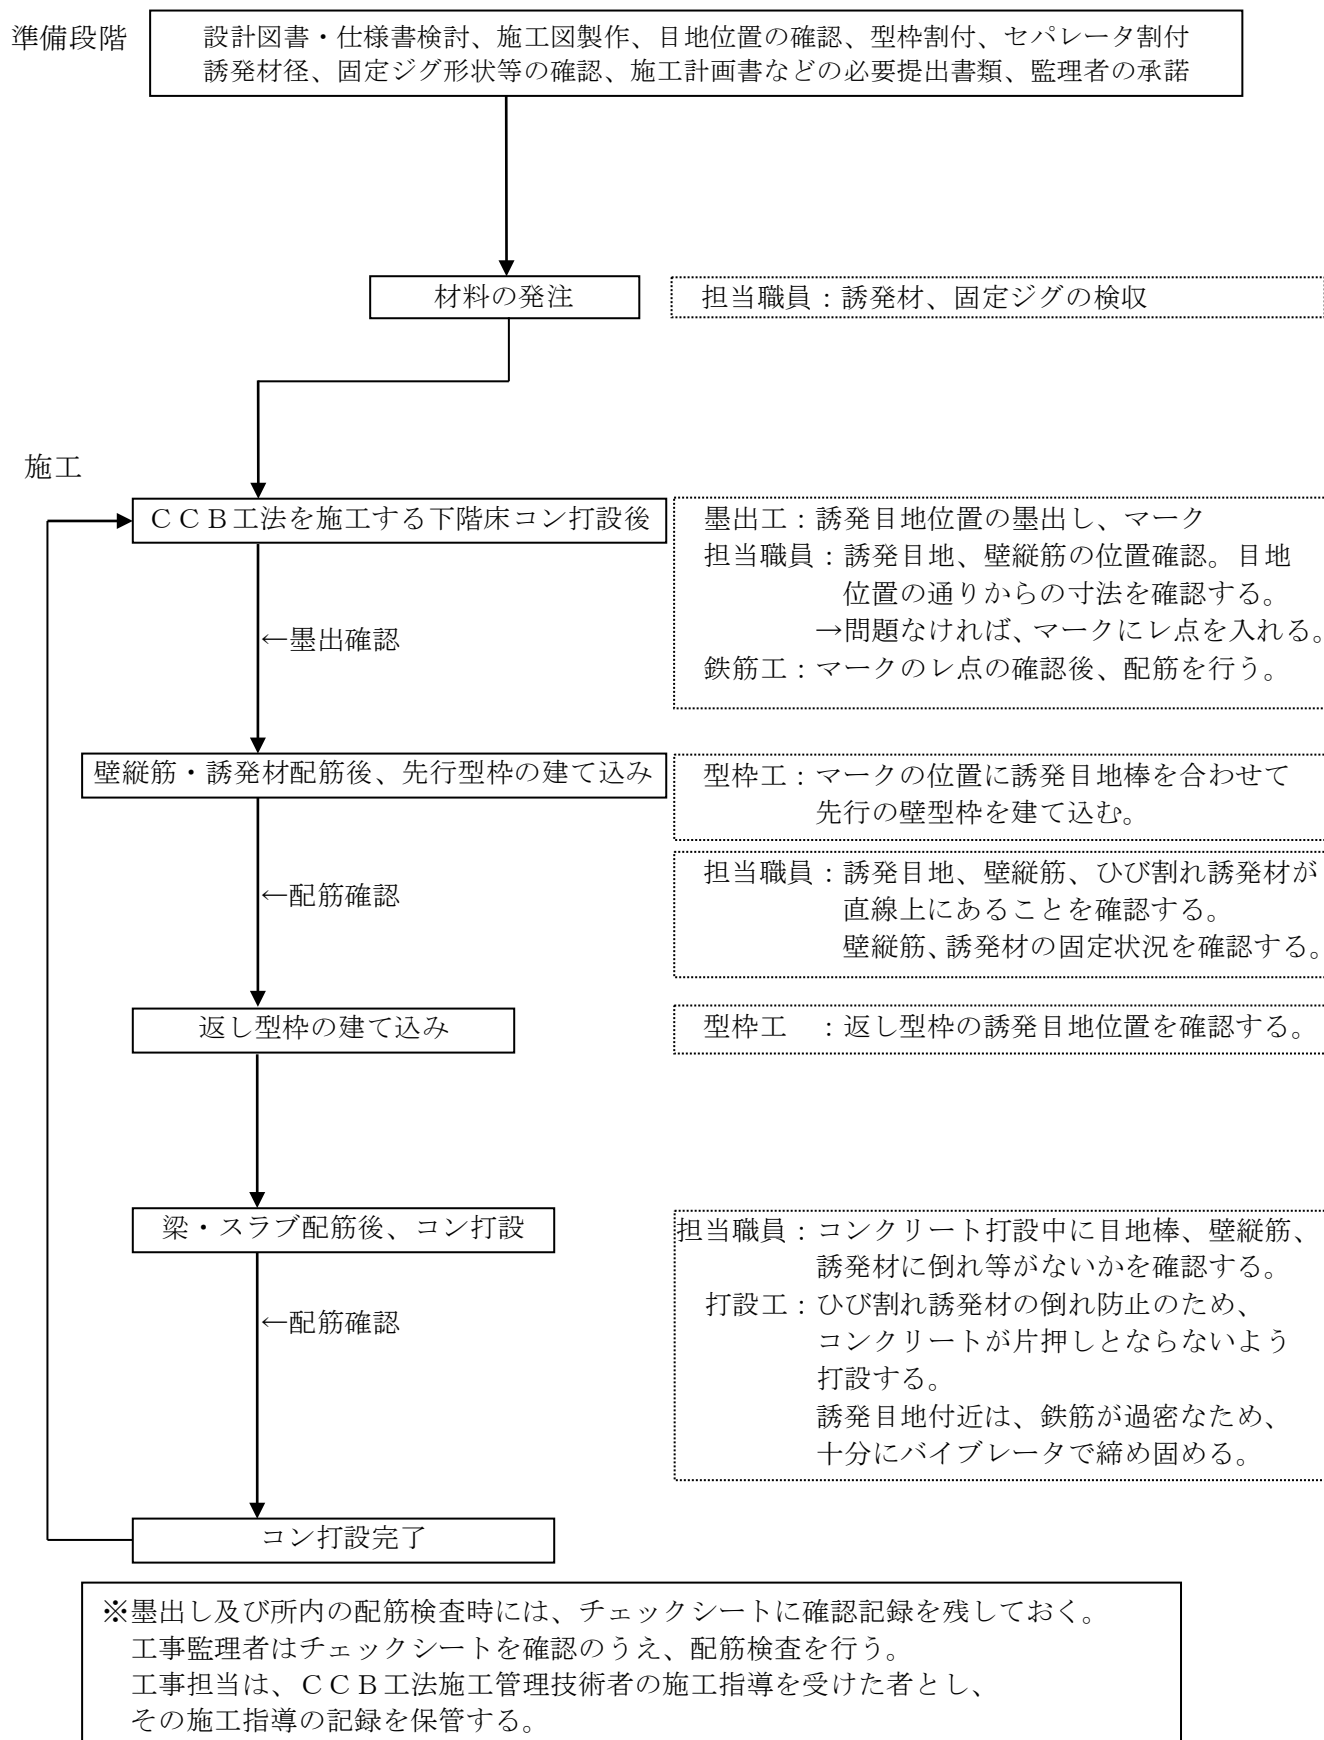 準備段階
設計図書・仕様書検討、施工図製作、目地位置の確認、型枠割付、セパレータ割付
誘発材径、固定ジグ形状等の確認、施工計画書などの必要提出書類、監理者の承諾
材料の発注
担当職員：誘発材、固定ジグの検収
施工
ＣＣＢ工法を施工する下階床コン打設後
墨出工：誘発目地位置の墨出し、マーク
担当職員：誘発目地、壁縦筋の位置確認。目地
位置の通りからの寸法を確認する。
→問題なければ、マークにレ点を入れる。
鉄筋工：マークのレ点の確認後、配筋を行う。
←墨出確認
壁縦筋・誘発材配筋後、先行型枠の建て込み
型枠工：マークの位置に誘発目地棒を合わせて
先行の壁型枠を建て込む。
←配筋確認
担当職員：誘発目地、壁縦筋、ひび割れ誘発材が
直線上にあることを確認する。
壁縦筋、誘発材の固定状況を確認する。
返し型枠の建て込み
型枠工　：返し型枠の誘発目地位置を確認する。
梁・スラブ配筋後、コン打設
担当職員：コンクリート打設中に目地棒、壁縦筋、
誘発材に倒れ等がないかを確認する。
打設工：ひび割れ誘発材の倒れ防止のため、
コンクリートが片押しとならないよう
打設する。
誘発目地付近は、鉄筋が過密なため、
十分にバイブレータで締め固める。
←配筋確認
コン打設完了
※墨出し及び所内の配筋検査時には、チェックシートに確認記録を残しておく。
工事監理者はチェックシートを確認のうえ、配筋検査を行う。
工事担当は、ＣＣＢ工法施工管理技術者の施工指導を受けた者とし、
その施工指導の記録を保管する。